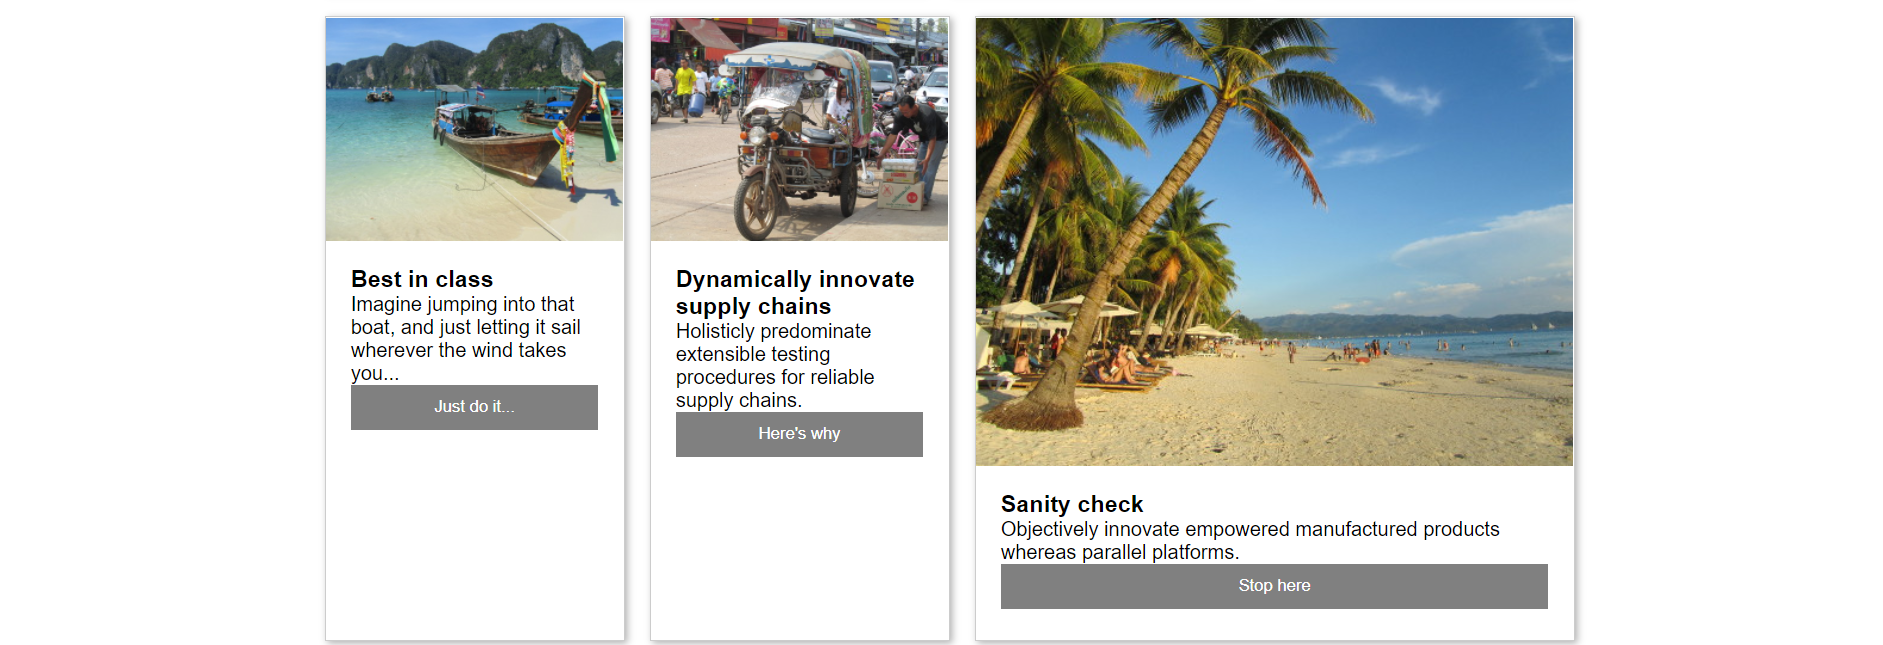 Best in class
Imagine jumping into that
boat, and just letting it sail
wherever the wind takes
you...
Just do it...
Dynamically innovate
supply chains
Holisticly predominate
extensible testing
procedures for reliable
supply chains.
Here's why
Sanity check
Objectively innovate empowered manufactured products
whereas parallel platforms.
Stop here